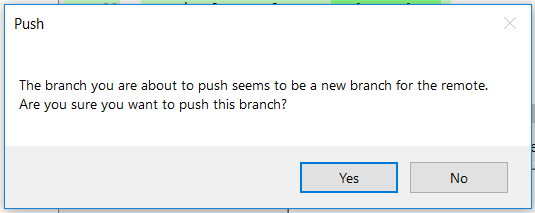 Push
The branch you are about to push seems to be a new branch for the remote.
Are you sure you want to push this branch?
Yes
No